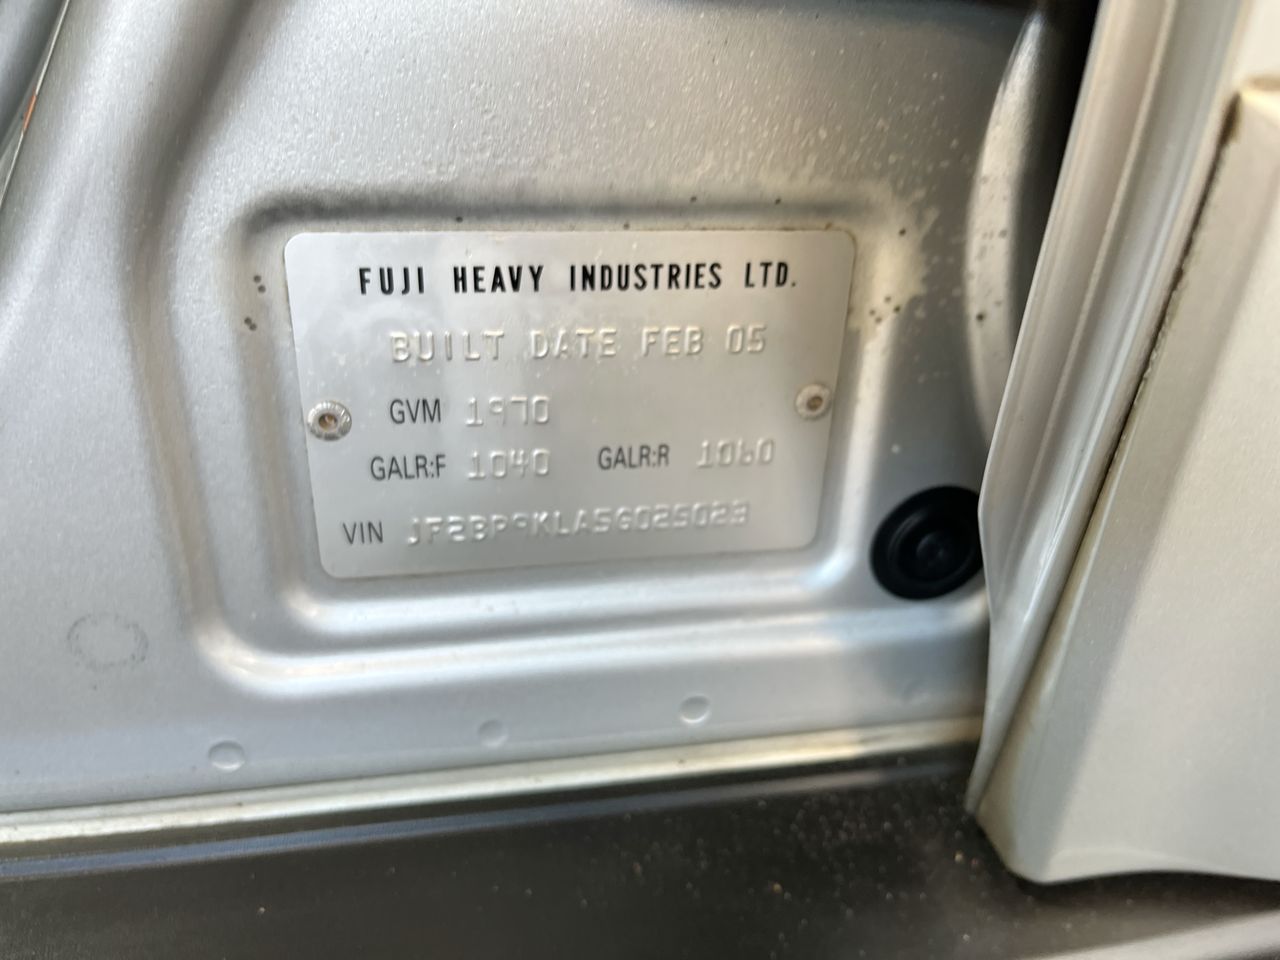 FUJI HEAVY INDUSTRIES LTD.
BUILT DATE FEB 05
GVM 1970
GALR:F 1040 GALR:R 1060
VIN JF2BP9KLA5G025023